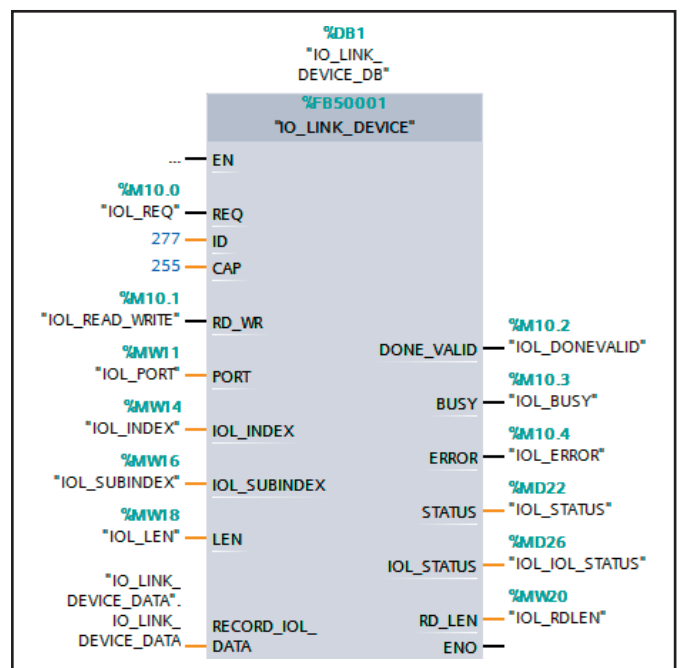 %DB1
"IO_LINK_
DEVICE_DB"
%FB50001
"IO_LINK_DEVICE"
... EN
%M10.0
"IOL_REQ" REQ
277 ID
255 CAP
%M10.1
"IOL_READ_WRITE" RD_WR
%MW11
"IOL_PORT" PORT
%MW14
"IOL_INDEX" IOL_INDEX
%MW16
"IOL_SUBINDEX" IOL_SUBINDEX
%MW18
"IOL_LEN" LEN
"IO_LINK_
DEVICE_DATA".
IO_LINK_
DEVICE_DATA
RECORD_IOL_
DATA
%M10.2
DONE_VALID "IOL_DONEVALID"
%M10.3
BUSY "IOL_BUSY"
%M10.4
ERROR "IOL_ERROR"
%MD22
STATUS "IOL_STATUS"
%MD26
IOL_STATUS "IOL_IOL_STATUS"
%MW20
RD_LEN "IOL_RDLEN"
ENO